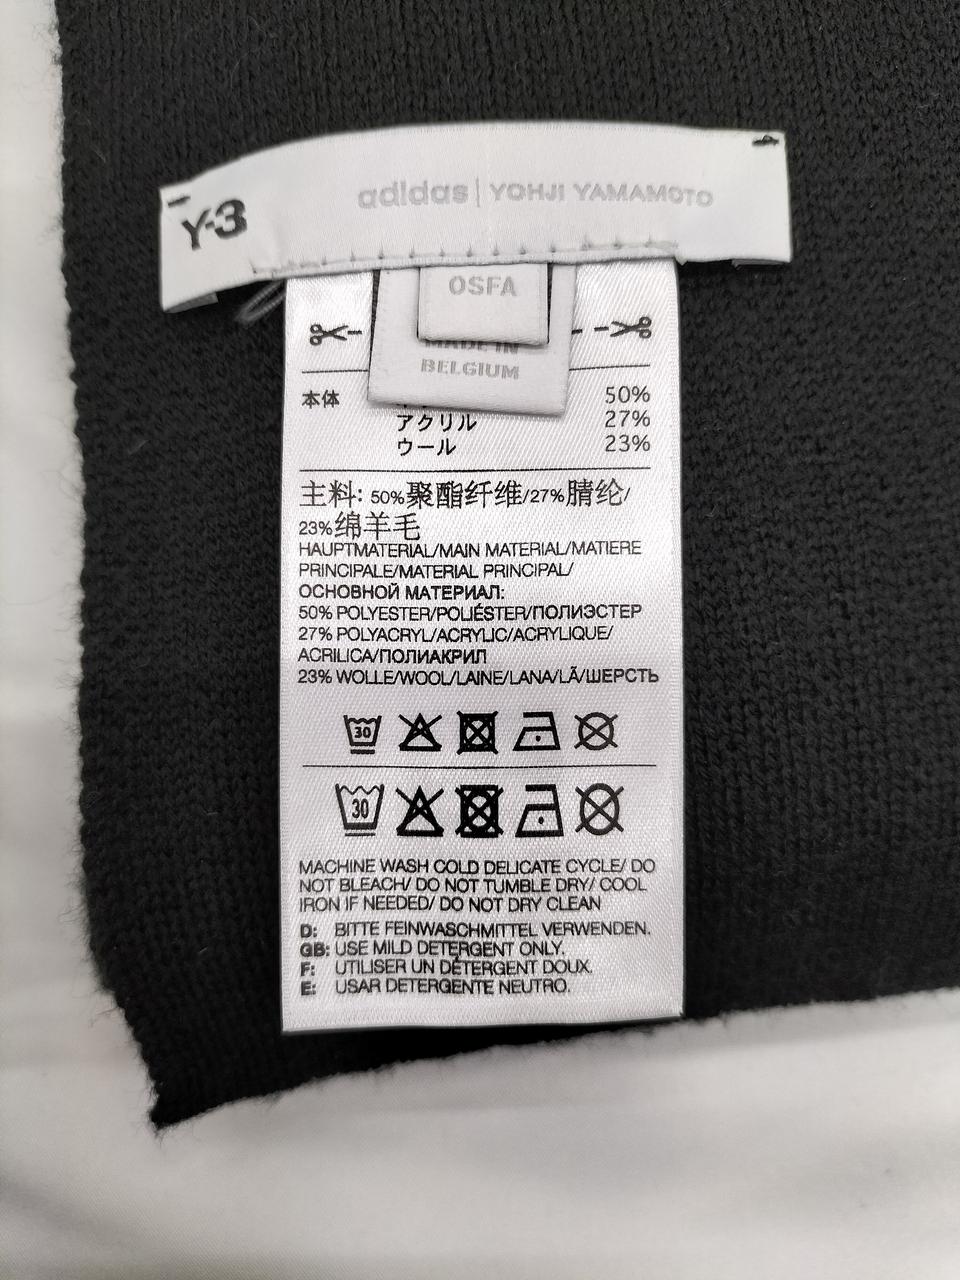 Y-3 adidas | YOHJI YAMAMOTO
OSFA
MADE IN
BELGIUM
本体 50%
アクリル 27%
ウール 23%
主料: 50%聚酯纤维/27%腈纶/
23%绵羊毛
HAUPTMATERIAL/MAIN MATERIAL/MATIERE
PRINCIPALE/MATERIAL PRINCIPAL/
ОСНОВНОЙ МАТЕРИАЛ:
50% POLYESTER/POLIÉSTER/ПОЛИЭСТЕР
27% POLYACRYL/ACRYLIC/ACRYLIQUE/
ACRILICA/ПОЛИАКРИЛ
23% WOLLE/WOOL/LAINE/LANA/LÃ/ШЕРСТЬ
30
30
MACHINE WASH COLD DELICATE CYCLE/ DO
NOT BLEACH/ DO NOT TUMBLE DRY/ COOL
IRON IF NEEDED/ DO NOT DRY CLEAN
D: BITTE FEINWASCHMITTEL VERWENDEN.
GB: USE MILD DETERGENT ONLY.
F: UTILISER UN DÉTERGENT DOUX.
E: USAR DETERGENTE NEUTRO.